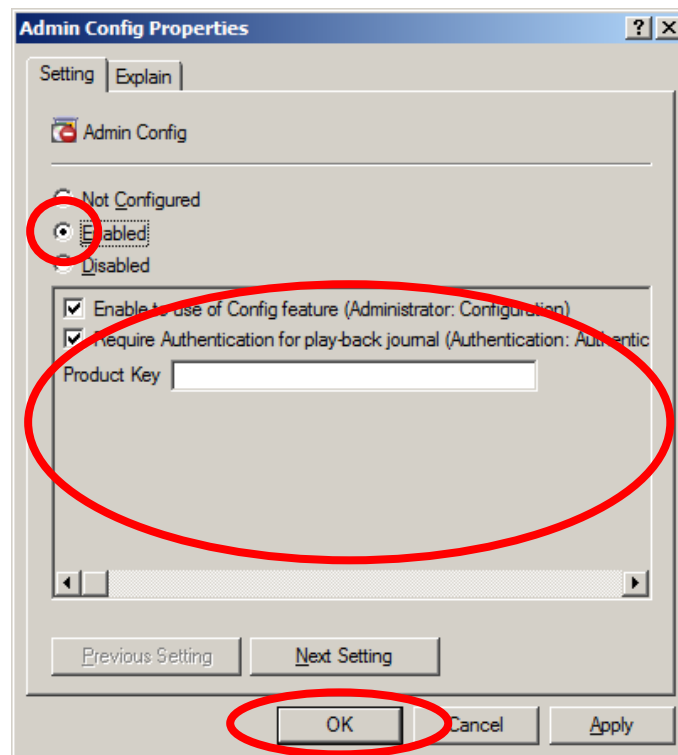 Admin Config Properties
Setting
Explain
Admin Config
Not Configured
Enabled
Disabled
Enable to use of Config feature (Administrator: Configuration)
Require Authentication for play-back journal (Authentication: Authentic
Product Key
Previous Setting
Next Setting
OK
Cancel
Apply